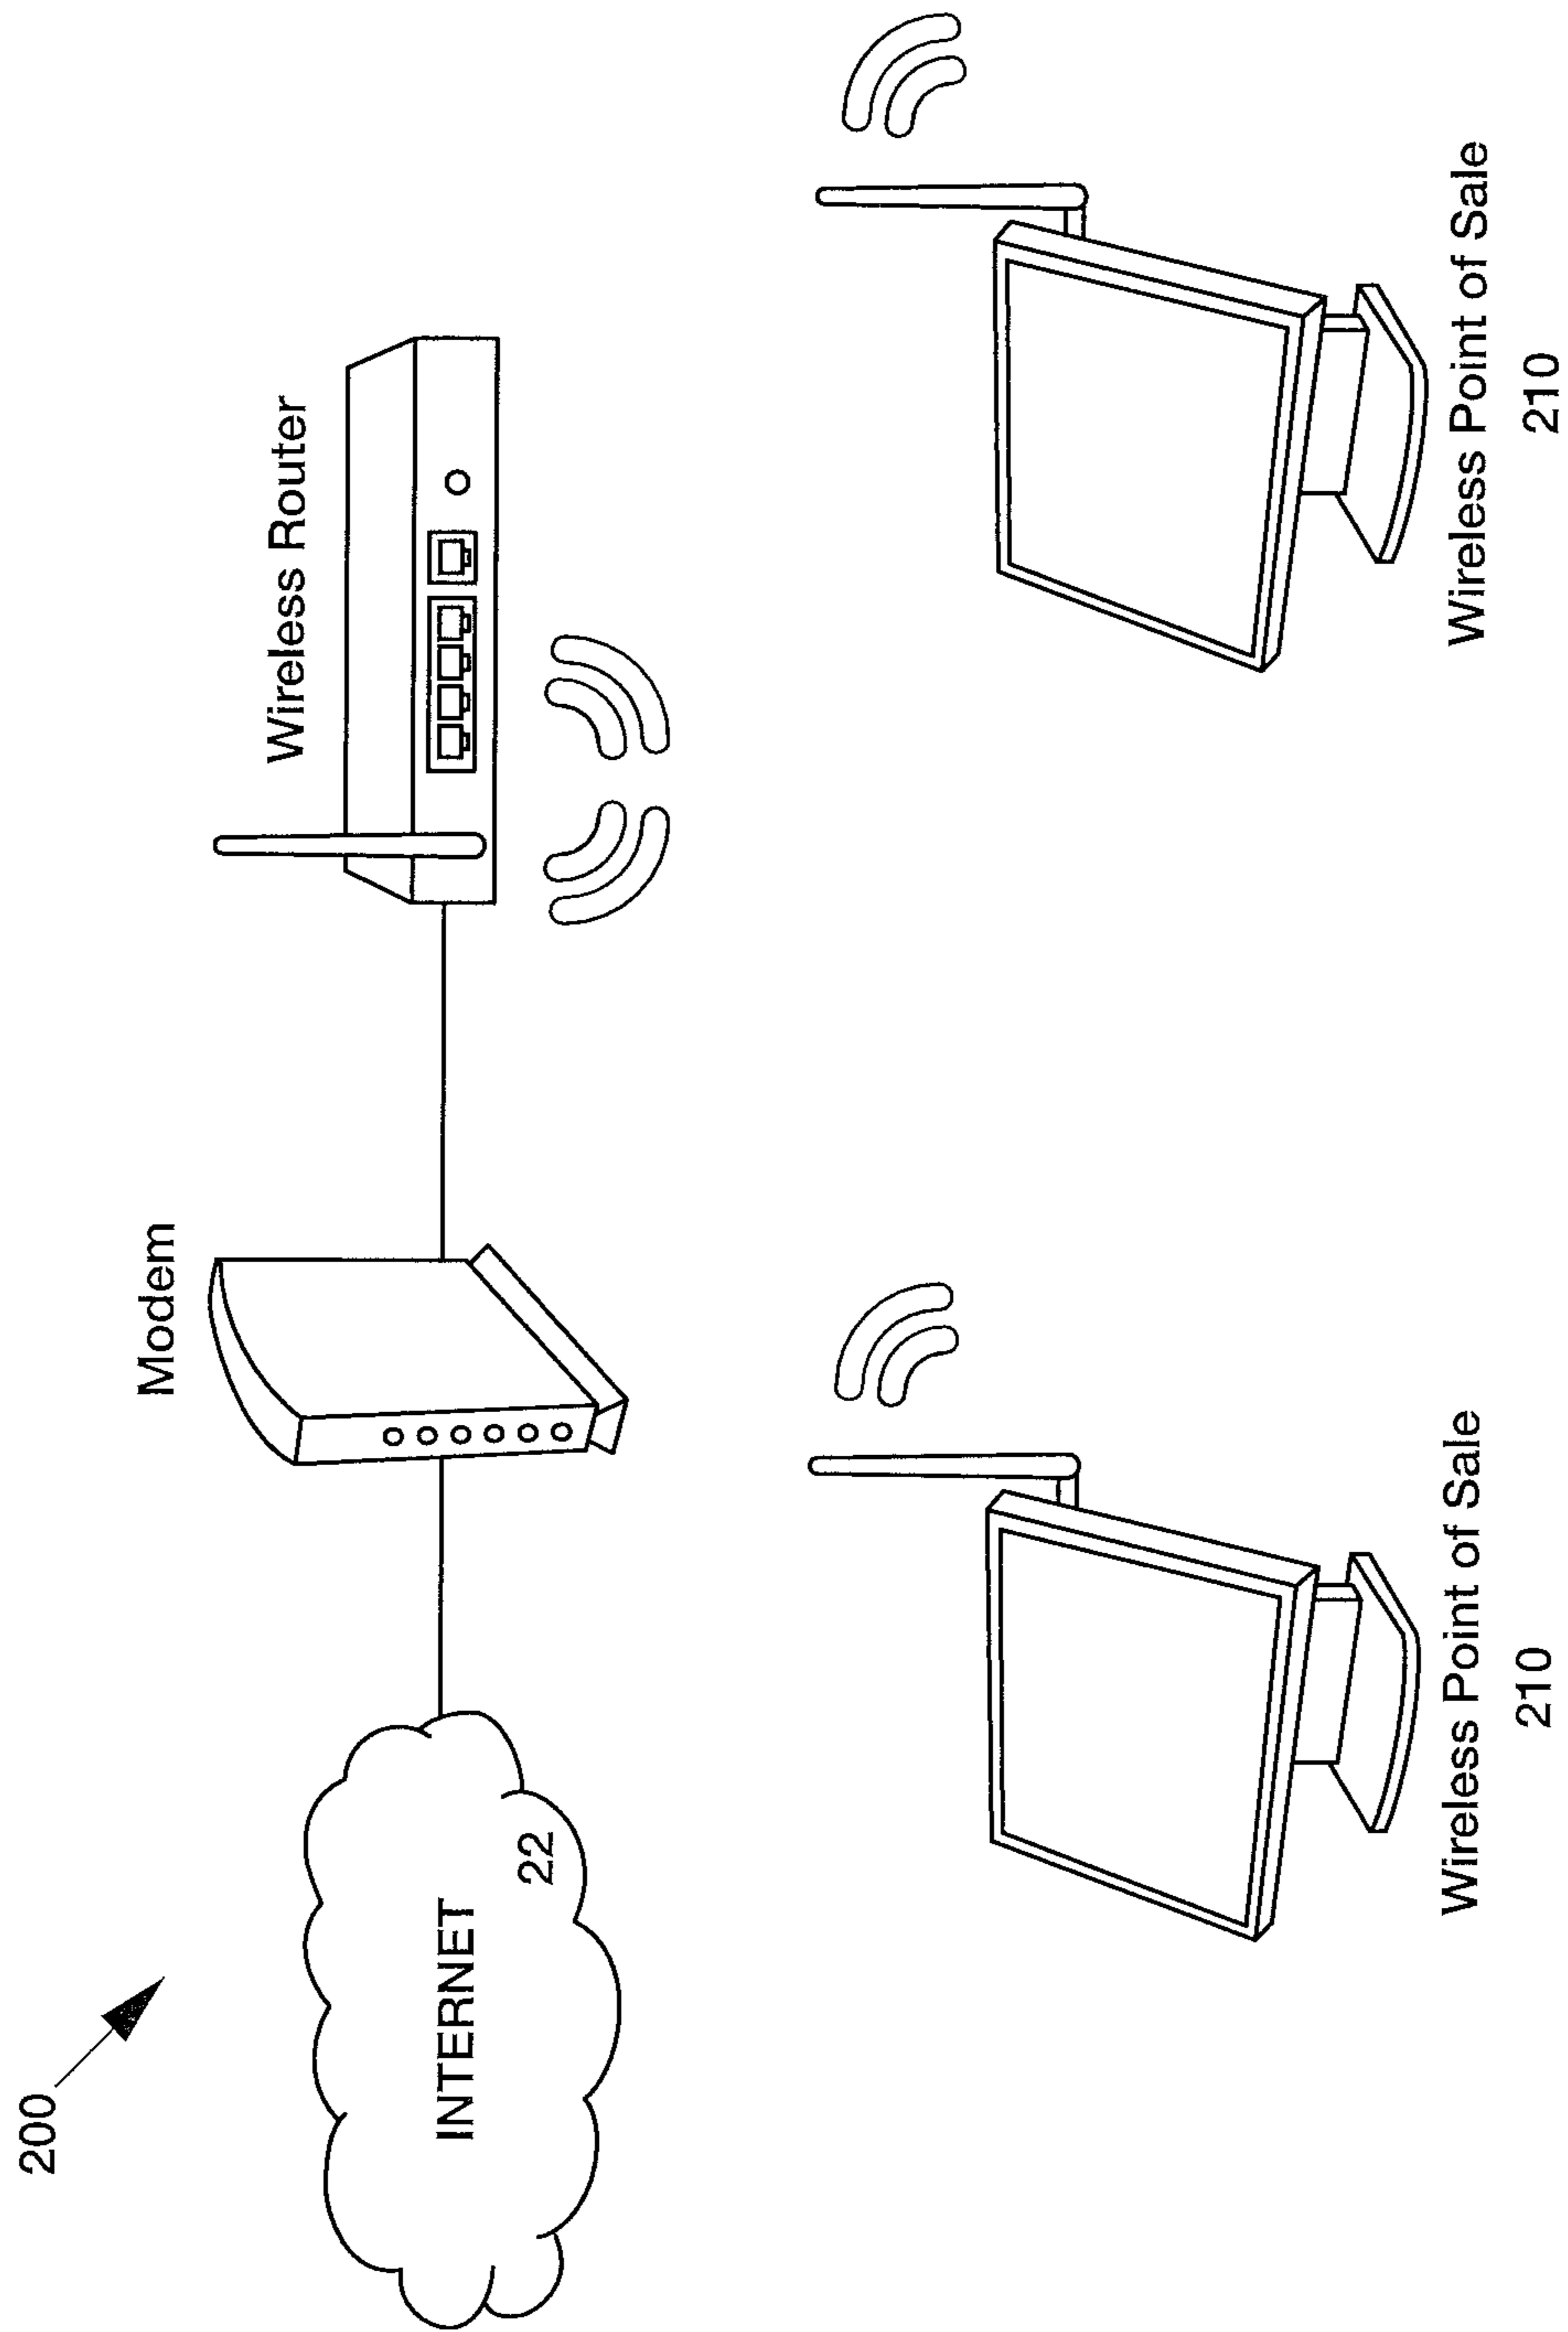 200
INTERNET
22
Modem
Wireless Router
Wireless Point of Sale
210
Wireless Point of Sale
210